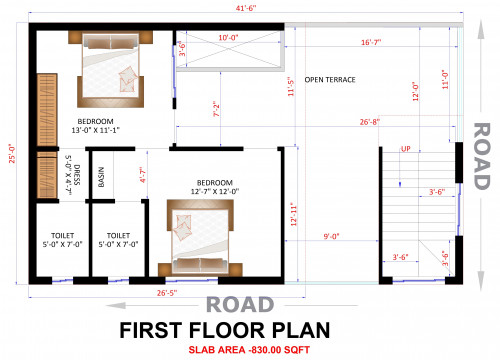 41'-6"
10'-0"
3'-6"
16'-7"
OPEN TERRACE
11'-5"
12'-0"
11'-0"
7'-2"
BEDROOM
13'-0" X 11'-1"
26'-8"
25'-0"
ROAD
UP
DRESS
5'-0" X 4'-7"
BASIN
4'-7"
BEDROOM
12'-7" X 12'-0"
3'-6"
12'-11"
TOILET
5'-0" X 7'-0"
TOILET
5'-0" X 7'-0"
9'-0"
3'-6"
3'-6"
26'-5"
ROAD
FIRST FLOOR PLAN
SLAB AREA -830.00 SQFT